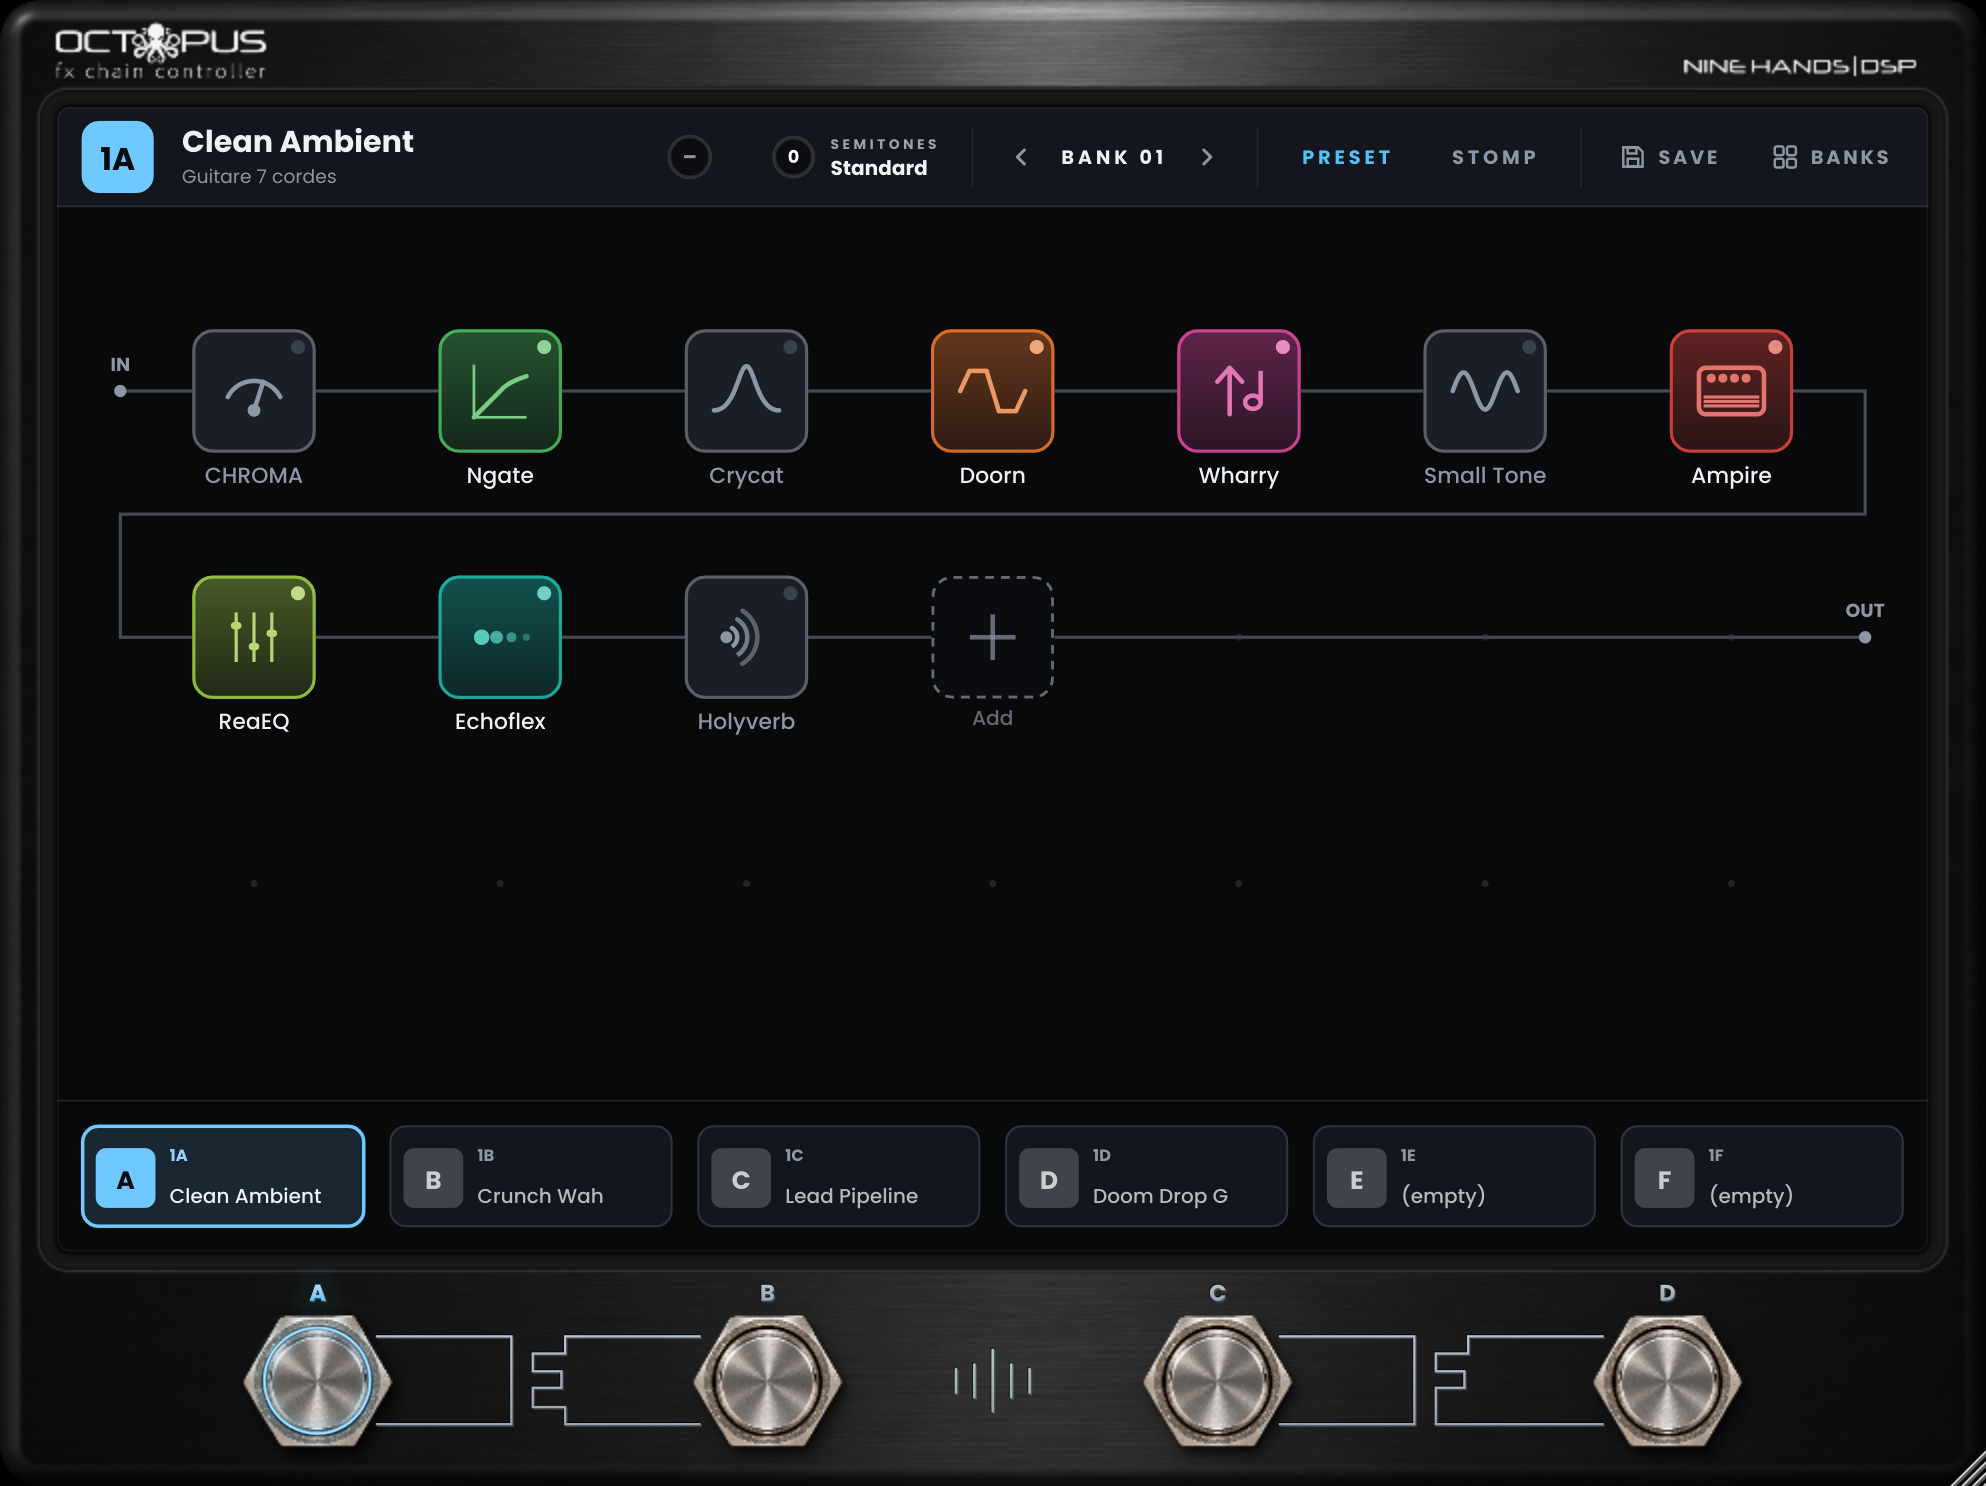 OCTOPUS
fx chain controller
NINE HANDS|DSP
1A
Clean Ambient
Guitare 7 cordes
–
0
SEMITONES
Standard
BANK 01
PRESET
STOMP
SAVE
BANKS
IN
CHROMA
Ngate
Crycat
Doorn
Wharry
Small Tone
Ampire
ReaEQ
Echoflex
Holyverb
Add
OUT
A
1A
Clean Ambient
B
1B
Crunch Wah
C
1C
Lead Pipeline
D
1D
Doom Drop G
E
1E
(empty)
F
1F
(empty)
A
B
C
D